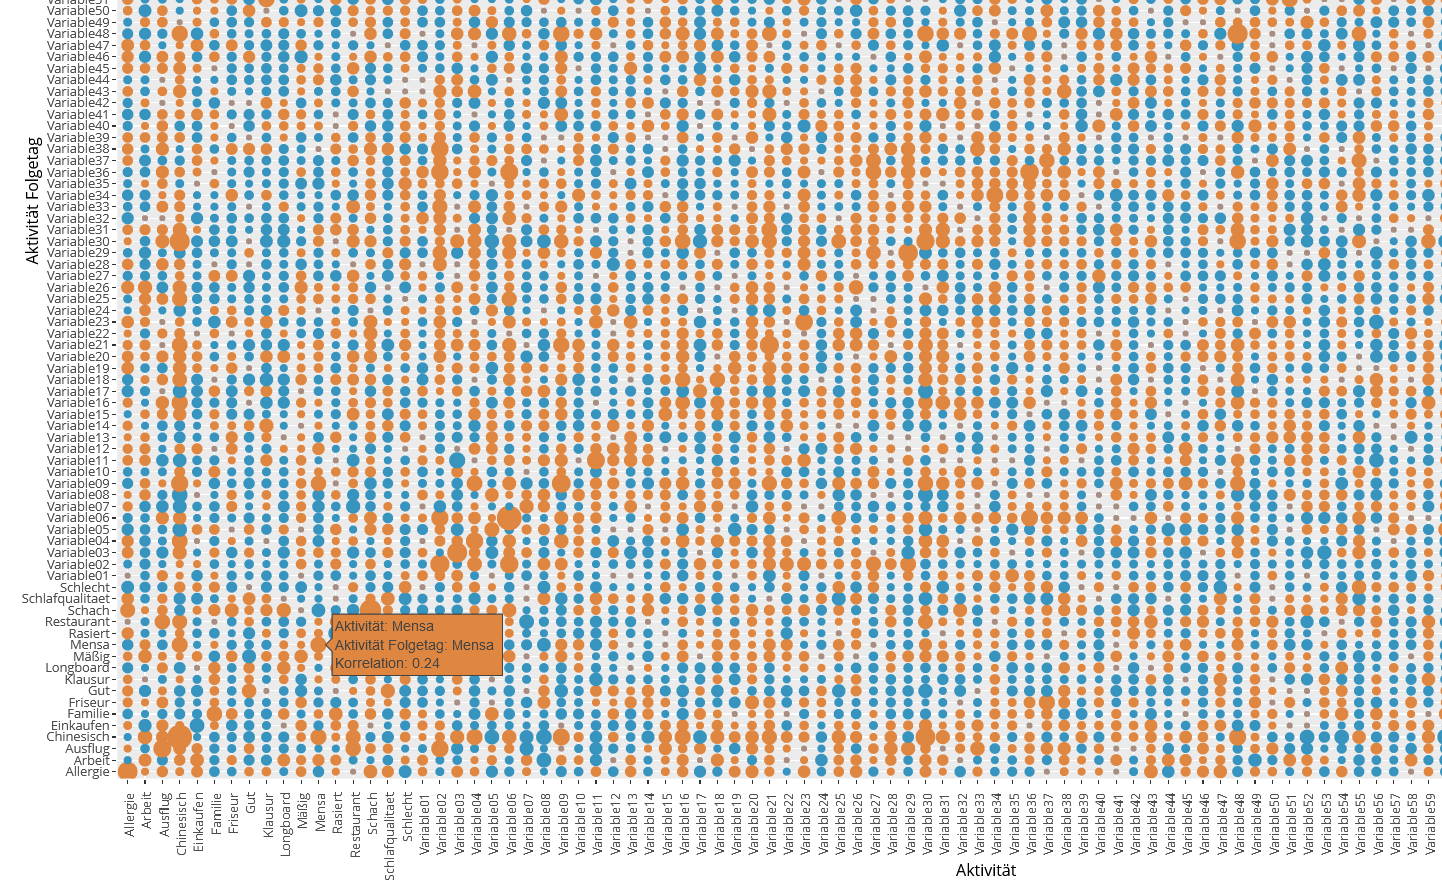 Variable50
Variable49
Variable48
Variable47
Variable46
Variable45
Variable44
Variable43
Variable42
Variable41
Variable40
Variable39
Variable38
Variable37
Variable36
Variable35
Variable34
Variable33
Variable32
Variable31
Variable30
Variable29
Variable28
Variable27
Variable26
Variable25
Variable24
Variable23
Variable22
Variable21
Variable20
Variable19
Variable18
Variable17
Variable16
Variable15
Variable14
Variable13
Variable12
Variable11
Variable10
Variable09
Variable08
Variable07
Variable06
Variable05
Variable04
Variable03
Variable02
Variable01
Schlecht
Schlafqualitaet
Schach
Restaurant
Rasiert
Mensa
Mäßig
Longboard
Klausur
Gut
Friseur
Familie
Einkaufen
Chinesisch
Ausflug
Arbeit
Allergie
Aktivität Folgetag
Aktivität: Mensa
Aktivität Folgetag: Mensa
Korrelation: 0.24
Allergie
Arbeit
Ausflug
Chinesisch
Einkaufen
Familie
Friseur
Gut
Klausur
Longboard
Mäßig
Mensa
Rasiert
Restaurant
Schach
Schlafqualitaet
Schlecht
Variable01
Variable02
Variable03
Variable04
Variable05
Variable06
Variable07
Variable08
Variable09
Variable10
Variable11
Variable12
Variable13
Variable14
Variable15
Variable16
Variable17
Variable18
Variable19
Variable20
Variable21
Variable22
Variable23
Variable24
Variable25
Variable26
Variable27
Variable28
Variable29
Variable30
Variable31
Variable32
Variable33
Variable34
Variable35
Variable36
Variable37
Variable38
Variable39
Variable40
Variable41
Variable42
Variable43
Variable44
Variable45
Variable46
Variable47
Variable48
Variable49
Variable50
Variable51
Variable52
Variable53
Variable54
Variable55
Variable56
Variable57
Variable58
Variable59
Aktivität